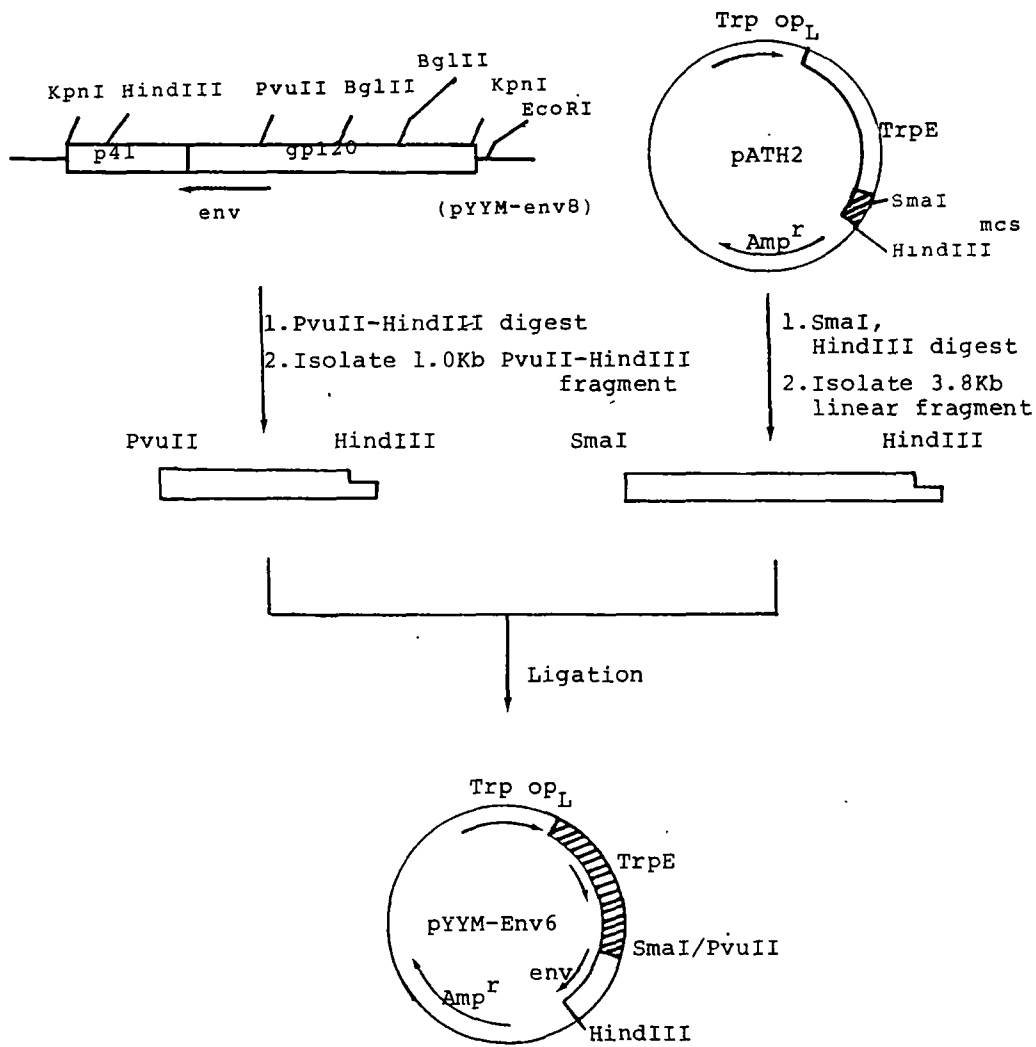 Trp opL
BglII
KpnI HindIII PvuII BglII KpnI
EcoRI
p41 gp120
env
(pYYM-env8)
TrpE
pATH2
SmaI
mcs
Ampr
HindIII
1.PvuII-HindIII digest
2.Isolate 1.0Kb PvuII-HindIII
fragment
1.SmaI,
HindIII digest
2.Isolate 3.8Kb
linear fragment
PvuII HindIII
SmaI HindIII
Ligation
Trp opL
TrpE
pYYM-Env6
SmaI/PvuII
env
Ampr
HindIII